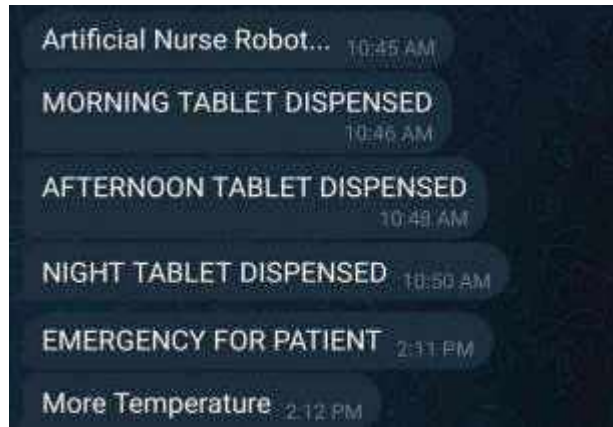 Artificial Nurse Robot... 10:45 AM
MORNING TABLET DISPENSED
10:46 AM
AFTERNOON TABLET DISPENSED
10:48 AM
NIGHT TABLET DISPENSED 10:50 AM
EMERGENCY FOR PATIENT 2:11 PM
More Temperature 2:12 PM